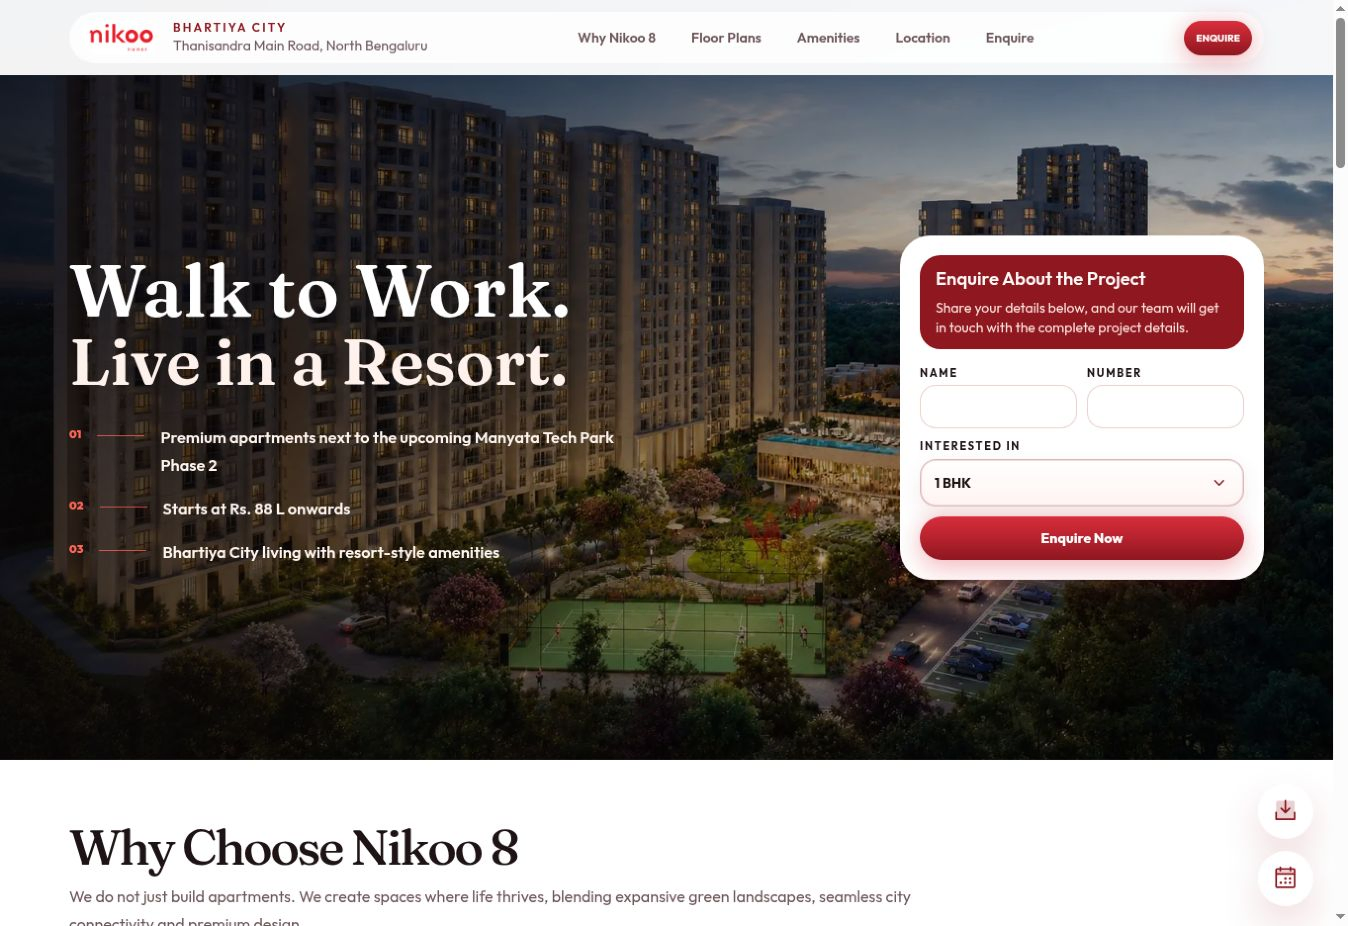 nikoo
BHARTIYA CITY
Thanisandra Main Road, North Bengaluru
Why Nikoo 8
Floor Plans
Amenities
Location
Enquire
ENQUIRE
Walk to Work.
Live in a Resort.
01 Premium apartments next to the upcoming Manyata Tech Park
Phase 2
02 Starts at Rs. 88 L onwards
03 Bhartiya City living with resort-style amenities
Enquire About the Project
Share your details below, and our team will get
in touch with the complete project details.
NAME
NUMBER
INTERESTED IN
1 BHK
Enquire Now
Why Choose Nikoo 8
We do not just build apartments. We create spaces where life thrives, blending expansive green landscapes, seamless city
connectivity and premium design.